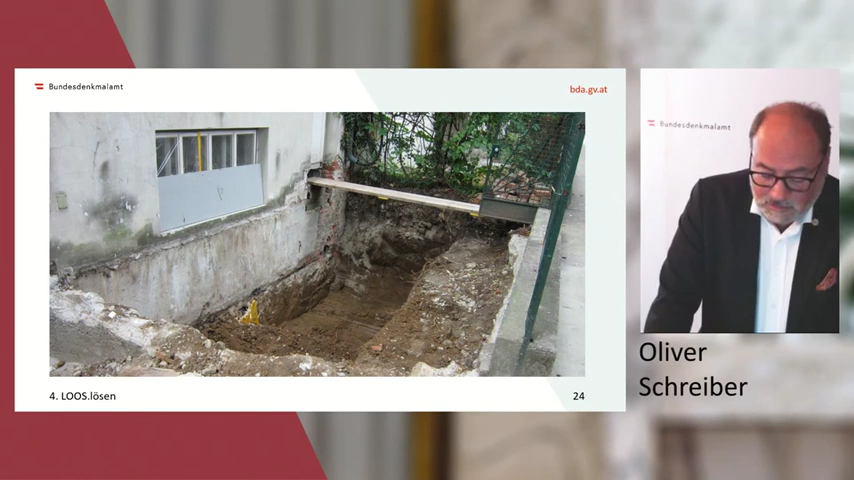 Bundesdenkmalamt
bda.gv.at
Bundesdenkmalamt
4. LOOS.lösen
24
Oliver
Schreiber